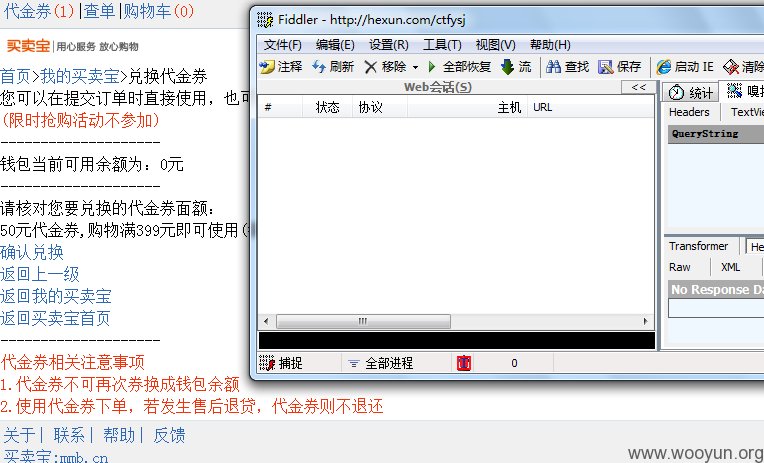 代金券(1)|查单|购物车(0)
买卖宝|用心服务 放心购物
首页>我的买卖宝>兑换代金券
您可以在提交订单时直接使用，也可
(限时抢购活动不参加)
--------------------
钱包当前可用余额为：0元
--------------------
请核对您要兑换的代金券面额：
50元代金券,购物满399元即可使用(
确认兑换
返回上一级
返回我的买卖宝
返回买卖宝首页
--------------------
代金券相关注意事项
1.代金券不可再次券换成钱包余额
2.使用代金券下单，若发生售后退货，代金券则不退还
关于| 联系| 帮助| 反馈
买卖宝:mmb.cn
Fiddler - http://hexun.com/ctfysj
文件(F) 编辑(E) 设置(R) 工具(T) 视图(V) 帮助(H)
注释 刷新 移除 全部恢复 流 查找 保存 启动 IE 清除
Web会话(S) <<
# 状态 协议 主机 URL
捕捉 全部进程 0
统计 嗅
Headers TextVi
QueryString
Transformer He
Raw XML
No Response Da
www.wooyun.org